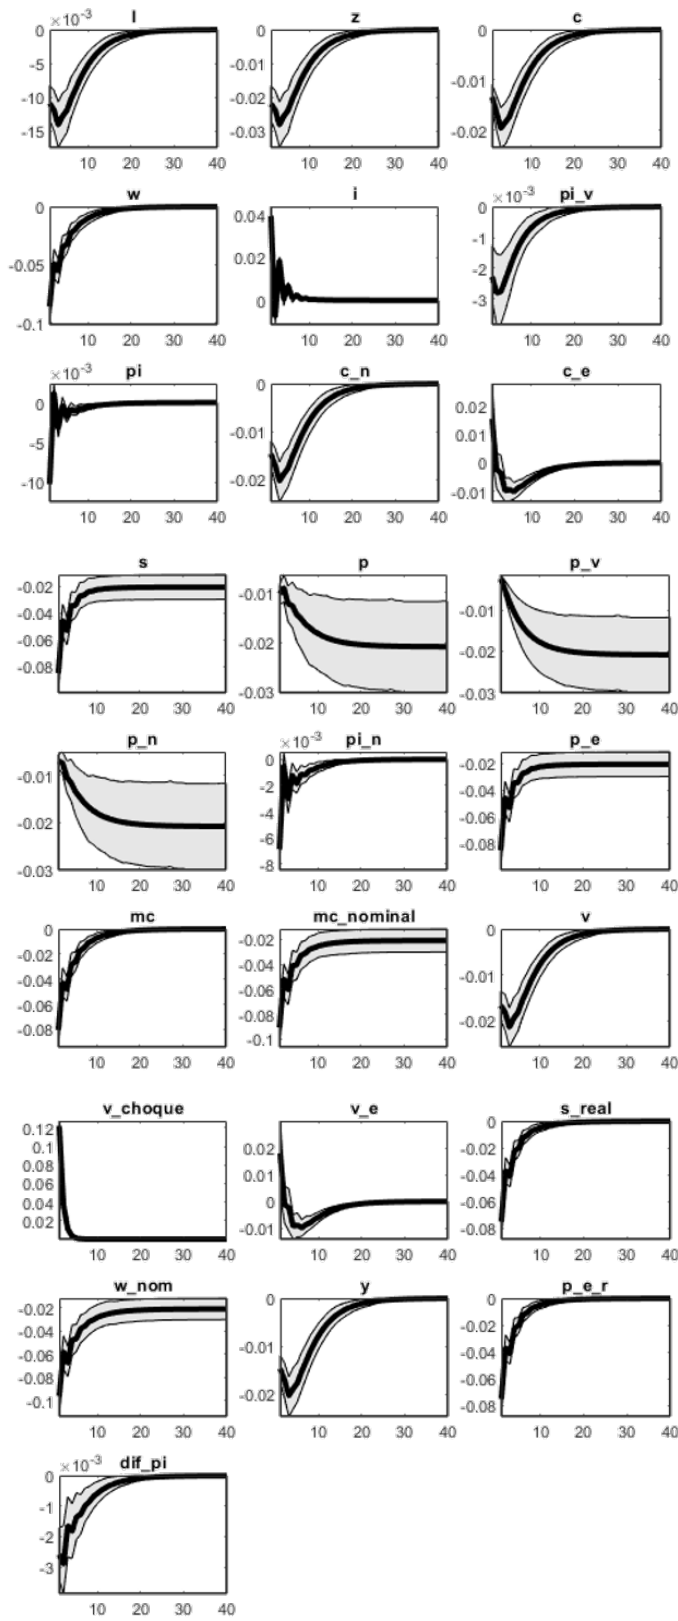 l z c
×10⁻³
0 0 0
-5 -0.01 -0.01
-10 -0.02 -0.02
-15 -0.03
10 20 30 40 10 20 30 40 10 20 30 40
w i pi_v
×10⁻³
0 0.04 0
-0.05 0.02 -1
-0.1 0 -2
-3
10 20 30 40 10 20 30 40 10 20 30 40
pi c_n c_e
×10⁻³
0 0 0.02
-5 -0.01 0.01
-10 -0.02 0
-0.01
10 20 30 40 10 20 30 40 10 20 30 40
s p p_v
-0.02 -0.01 -0.01
-0.04 -0.02 -0.02
-0.06 -0.03 -0.03
-0.08
10 20 30 40 10 20 30 40 10 20 30 40
p_n pi_n p_e
×10⁻³
-0.01 0 -0.02
-0.02 -2 -0.04
-0.03 -4 -0.06
-6 -0.08
-8
10 20 30 40 10 20 30 40 10 20 30 40
mc mc_nominal v
0 -0.02 0
-0.02 -0.04 -0.01
-0.04 -0.06 -0.02
-0.06 -0.08
-0.08 -0.1
10 20 30 40 10 20 30 40 10 20 30 40
v_choque v_e s_real
0.12 0.02 0
0.1 0.01 -0.02
0.08 0 -0.04
0.06 -0.01 -0.06
0.04 -0.08
0.02
10 20 30 40 10 20 30 40 10 20 30 40
w_nom y p_e_r
-0.02 0 0
-0.04 -0.01 -0.02
-0.06 -0.02 -0.04
-0.08 -0.06
-0.1 -0.08
10 20 30 40 10 20 30 40 10 20 30 40
dif_pi
×10⁻³
0
-1
-2
-3
10 20 30 40